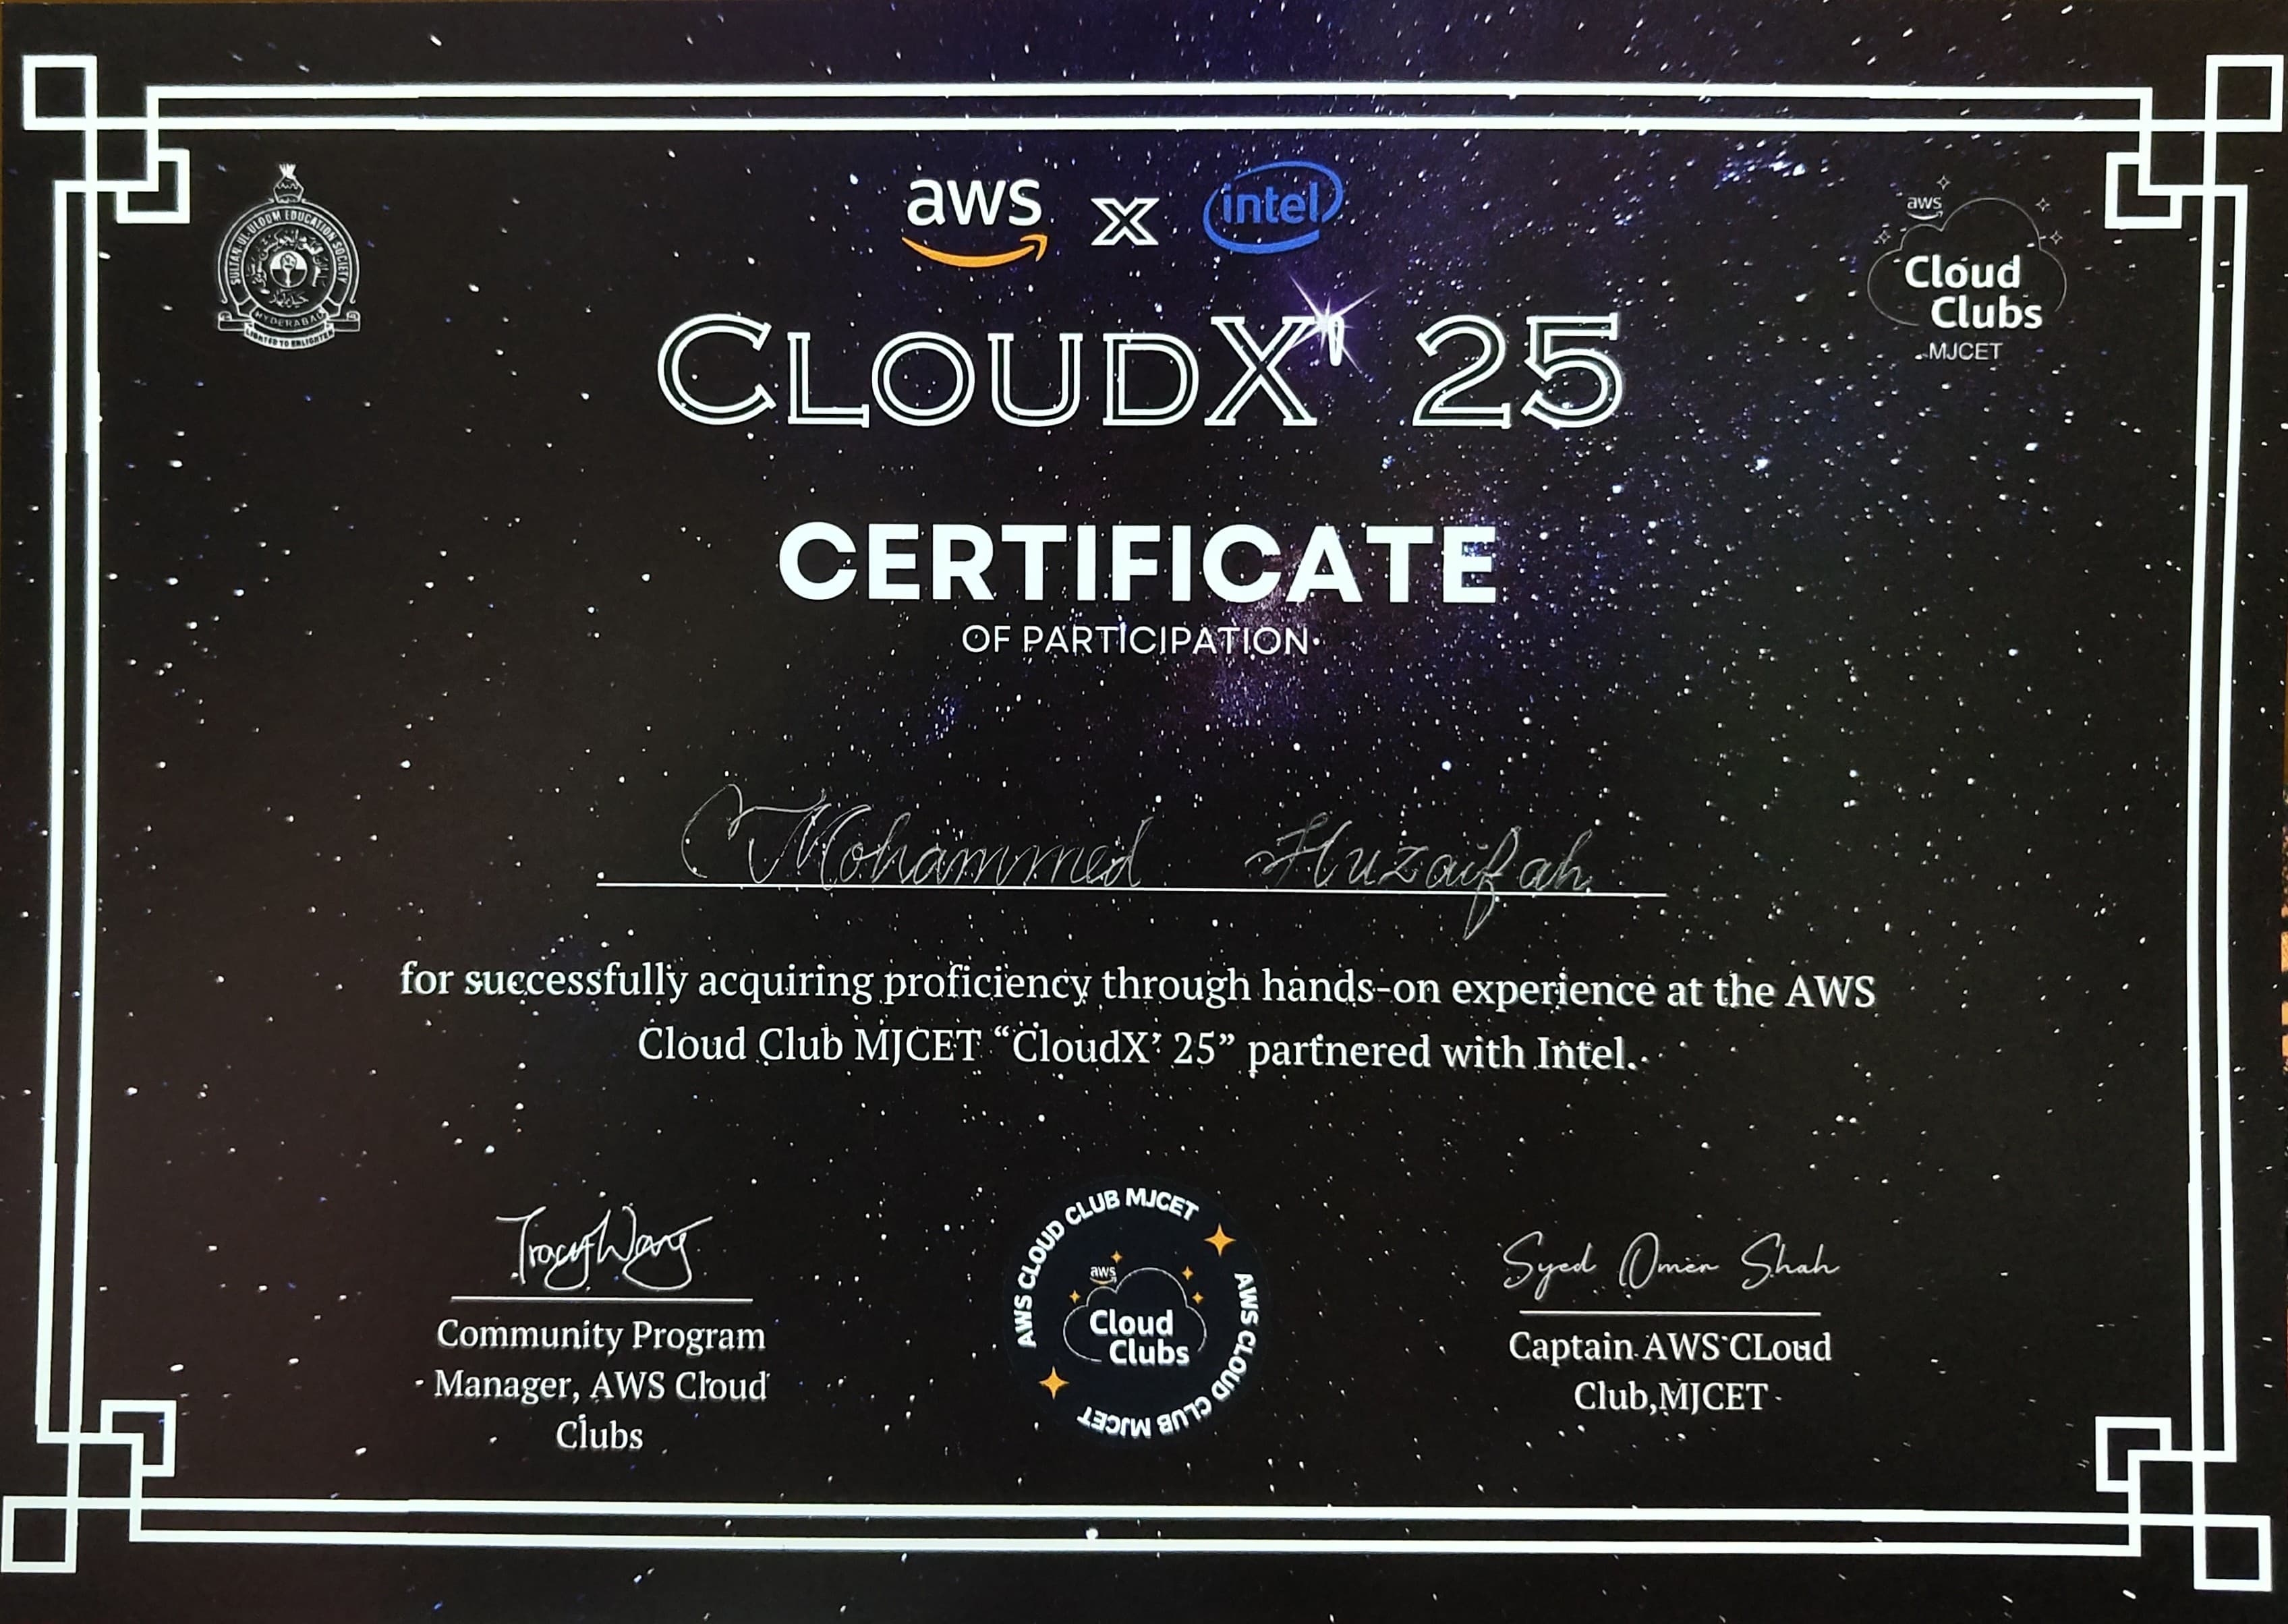 SULTAN-UL-ULOOM EDUCATION SOCIETY
HYDERABAD
aws X intel
aws
Cloud
Clubs
MJCET
CLOUDX' 25
CERTIFICATE
OF PARTICIPATION
Mohammed Huzaifah
for successfully acquiring proficiency through hands-on experience at the AWS
Cloud Club MJCET “CloudX’ 25” partnered with Intel.
Tracy Wang
Community Program
Manager, AWS Cloud
Clubs
AWS CLOUD CLUB MJCET
AWS CLOUD CLUB MJCET
aws
Cloud
Clubs
Syed Omer Shah
Captain AWS CLoud
Club,MJCET